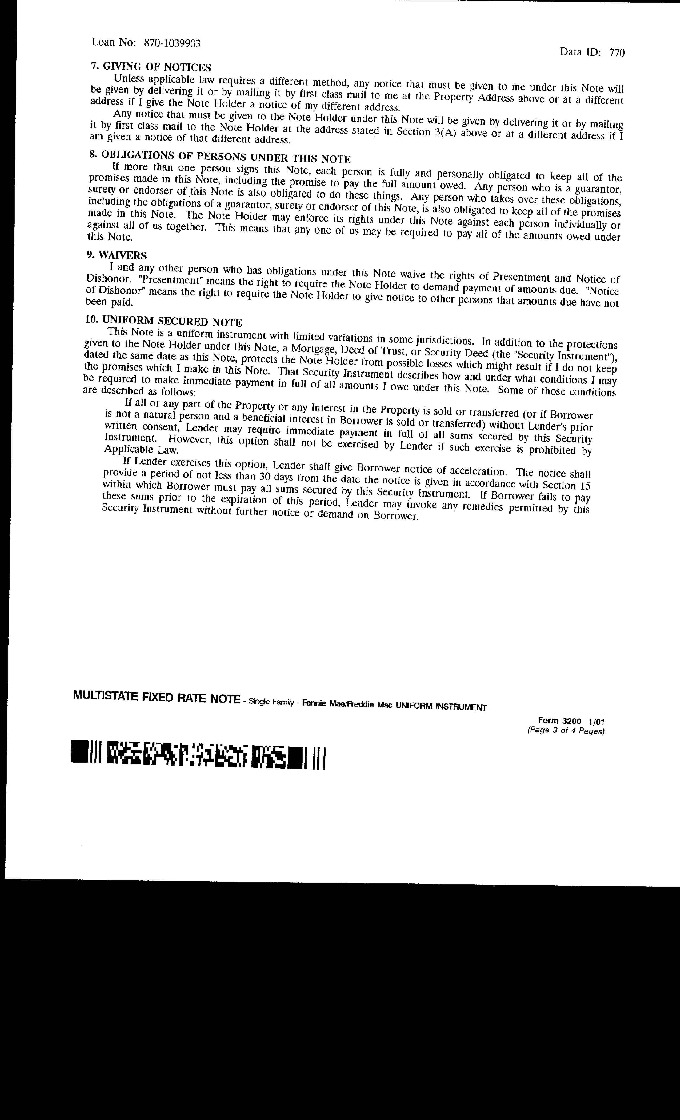 Loan No: 870-1039933
Data ID: 770
7. GIVING OF NOTICES
Unless applicable law requires a different method, any notice that must be given to me under this Note will
be given by delivering it or by mailing it by first class mail to me at the Property Address above or at a different
address if I give the Note Holder a notice of my different address.
Any notice that must be given to the Note Holder under this Note will be given by delivering it or by mailing
it by first class mail to the Note Holder at the address stated in Section 3(A) above or at a different address if I
am given a notice of that different address.
8. OBLIGATIONS OF PERSONS UNDER THIS NOTE
If more than one person signs this Note, each person is fully and personally obligated to keep all of the
promises made in this Note, including the promise to pay the full amount owed. Any person who is a guarantor,
surety or endorser of this Note is also obligated to do these things. Any person who takes over these obligations,
including the obligations of a guarantor, surety or endorser of this Note, is also obligated to keep all of the promises
made in this Note. The Note Holder may enforce its rights under this Note against each person individually or
against all of us together. This means that any one of us may be required to pay all of the amounts owed under
this Note.
9. WAIVERS
I and any other person who has obligations under this Note waive the rights of Presentment and Notice of
Dishonor. "Presentment" means the right to require the Note Holder to demand payment of amounts due. "Notice
of Dishonor" means the right to require the Note Holder to give notice to other persons that amounts due have not
been paid.
10. UNIFORM SECURED NOTE
This Note is a uniform instrument with limited variations in some jurisdictions. In addition to the protections
given to the Note Holder under this Note, a Mortgage, Deed of Trust, or Security Deed (the "Security Instrument"),
dated the same date as this Note, protects the Note Holder from possible losses which might result if I do not keep
the promises which I make in this Note. That Security Instrument describes how and under what conditions I may
be required to make immediate payment in full of all amounts I owe under this Note. Some of those conditions
are described as follows:
If all or any part of the Property or any Interest in the Property is sold or transferred (or if Borrower
is not a natural person and a beneficial interest in Borrower is sold or transferred) without Lender's prior
written consent, Lender may require immediate payment in full of all sums secured by this Security
Instrument. However, this option shall not be exercised by Lender if such exercise is prohibited by
Applicable Law.
If Lender exercises this option, Lender shall give Borrower notice of acceleration. The notice shall
provide a period of not less than 30 days from the date the notice is given in accordance with Section 15
within which Borrower must pay all sums secured by this Security Instrument. If Borrower fails to pay
these sums prior to the expiration of this period, Lender may invoke any remedies permitted by this
Security Instrument without further notice or demand on Borrower.
MULTISTATE FIXED RATE NOTE - Single Family - Fannie Mae/Freddie Mac UNIFORM INSTRUMENT
Form 3200 1/01
(Page 3 of 4 Pages)